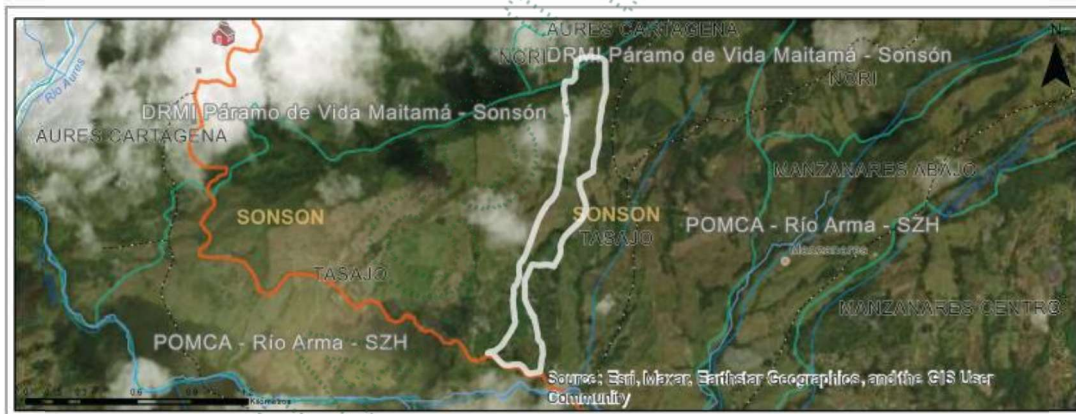 AURES CARTAGENA
N
NORI
DRMI Páramo de Vida Maitamá - Sonsón
NORI
Río Aures
DRMI Páramo de Vida Maitamá - Sonsón
AURES CARTAGENA
MANZANARES ABAJO
SONSON
SONSON
TASAJO
POMCA - Río Arma - SZH
Manzanares
TASAJO
MANZANARES CENTRO
POMCA - Río Arma - SZH
Source: Esri, Maxar, Earthstar Geographics, and the GIS User
Community
Kilómetros